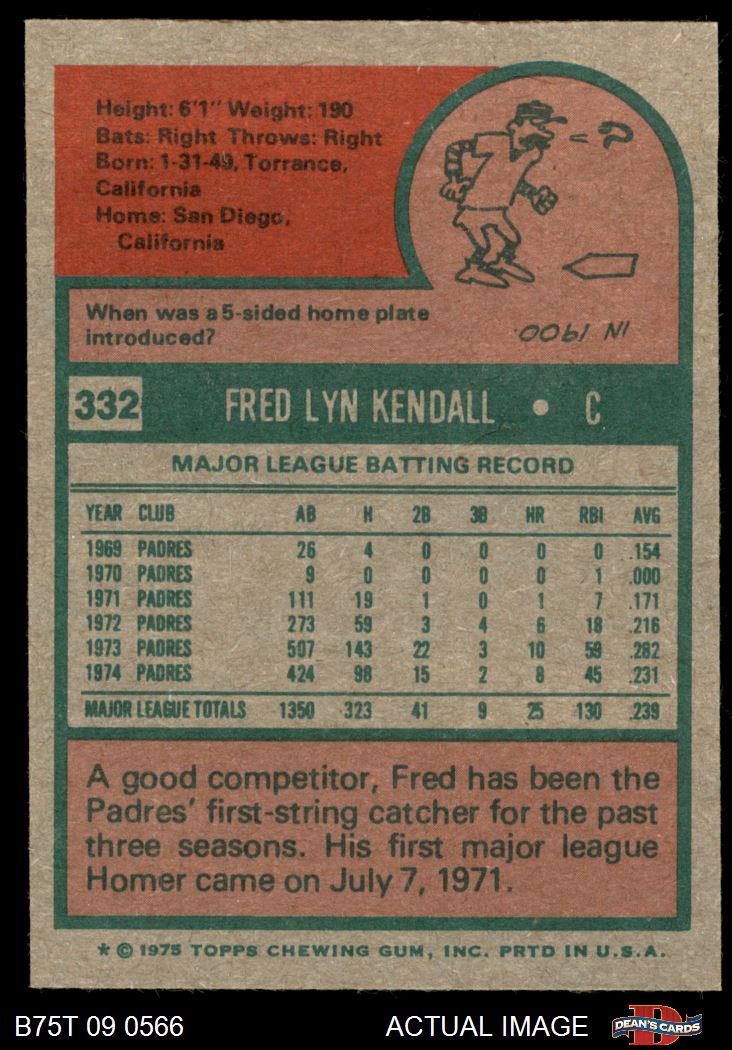 Height: 6'1" Weight: 190
Bats: Right Throws: Right
Born: 1-31-49, Torrance,
California
Home: San Diego,
California
When was a 5-sided home plate
introduced?
IN 1900.
332 FRED LYN KENDALL • C
MAJOR LEAGUE BATTING RECORD
YEAR CLUB AB H 2B 3B HR RBI AVG
1969 PADRES 26 4 0 0 0 0 .154
1970 PADRES 9 0 0 0 0 1 .000
1971 PADRES 111 19 1 0 1 7 .171
1972 PADRES 273 59 3 4 6 18 .216
1973 PADRES 507 143 22 3 10 59 .282
1974 PADRES 424 98 15 2 8 45 .231
MAJOR LEAGUE TOTALS 1350 323 41 9 25 130 .239
A good competitor, Fred has been the
Padres' first-string catcher for the past
three seasons. His first major league
Homer came on July 7, 1971.
* © 1975 TOPPS CHEWING GUM, INC. PRTD IN U.S.A.
B75T 09 0566 ACTUAL IMAGE D DEAN'S CARDS